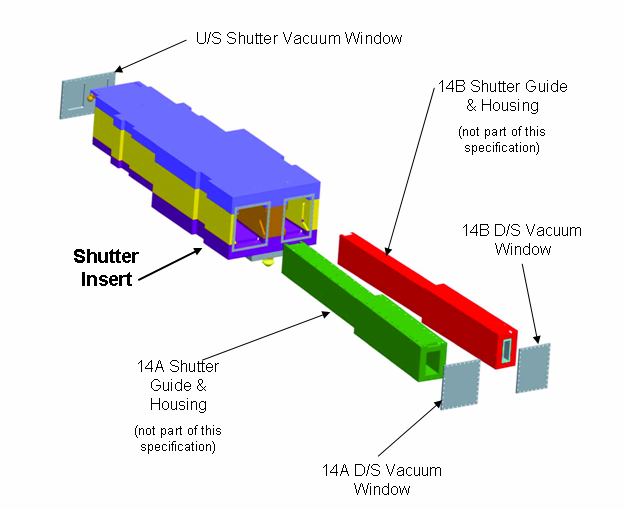 U/S Shutter Vacuum Window
14B Shutter Guide
& Housing
(not part of this
specification)
14B D/S Vacuum
Window
Shutter
Insert
14A Shutter
Guide &
Housing
(not part of this
specification)
14A D/S Vacuum
Window